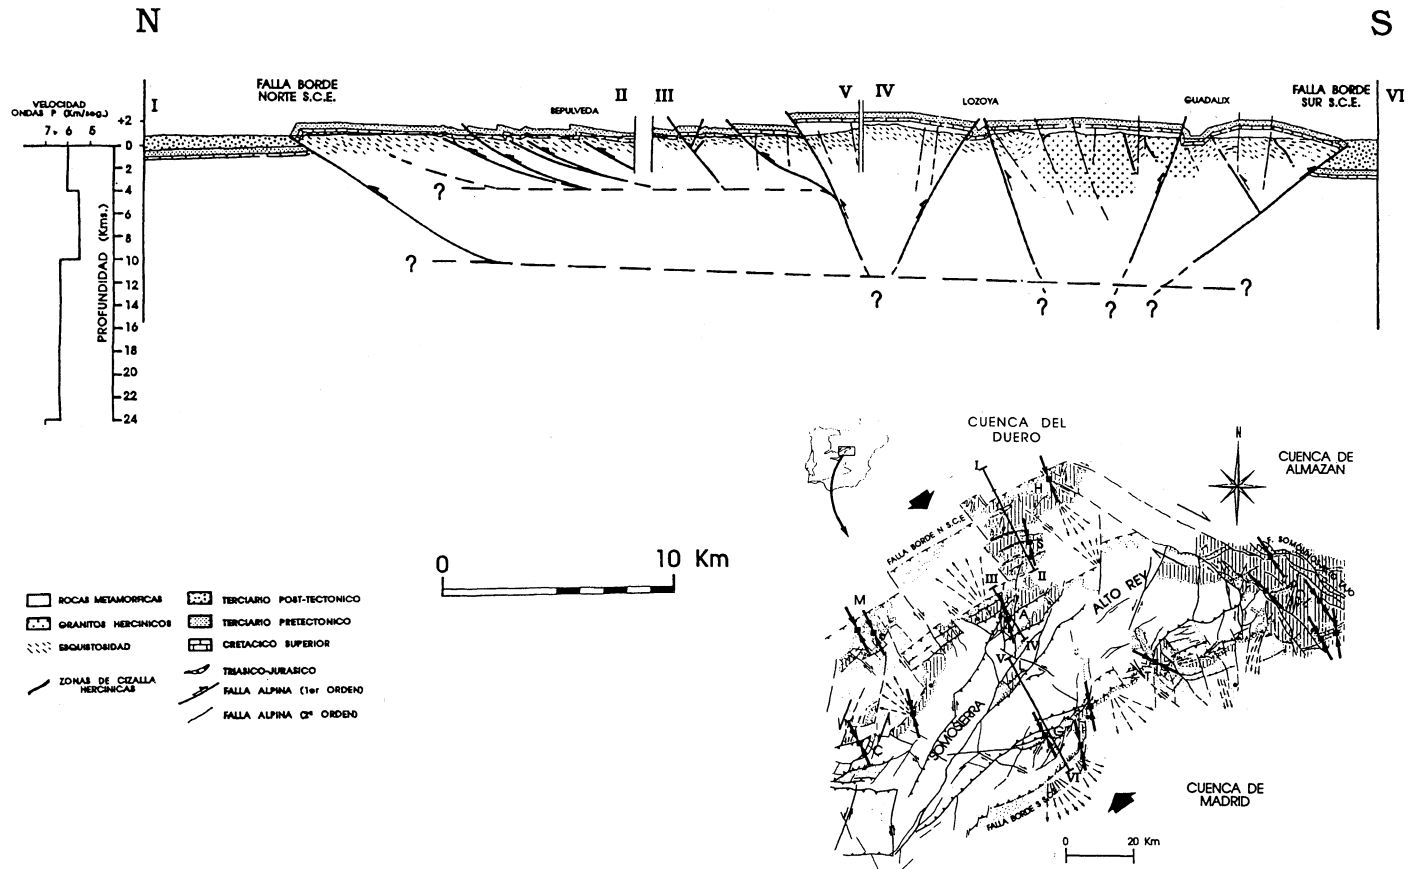 N
S
FALLA BORDE
NORTE S.C.E.
FALLA BORDE
SUR S.C.E.
VELOCIDAD
ONDAS P (Km/seg.)
7 6 5
I
II
III
V
IV
VI
SEPULVEDA
LOZOYA
GUADALIX
PROFUNDIDAD (Kms.)
+2
0
2
4
6
8
10
12
14
16
18
20
22
24
?
?
?
?
?
?
?
0
10 Km
ROCAS METAMORFICAS
GRANITOS HERCINICOS
ESQUISTOSIDAD
ZONAS DE CIZALLA
HERCINICAS
TERCIARIO POST-TECTONICO
TERCIARIO PRETECTONICO
CRETACICO SUPERIOR
TRIASICO-JURASICO
FALLA ALPINA (1er ORDEN)
FALLA ALPINA (2º ORDEN)
CUENCA DEL
DUERO
N
CUENCA DE
ALMAZAN
I
H
FALLA BORDE N S.C.E
S
II
III
A
IV
V
ALTO REY
M
T
SOMOSIERRA
C
G
VI
FALLA BORDE S S.C.E
CUENCA DE
MADRID
0
20 Km